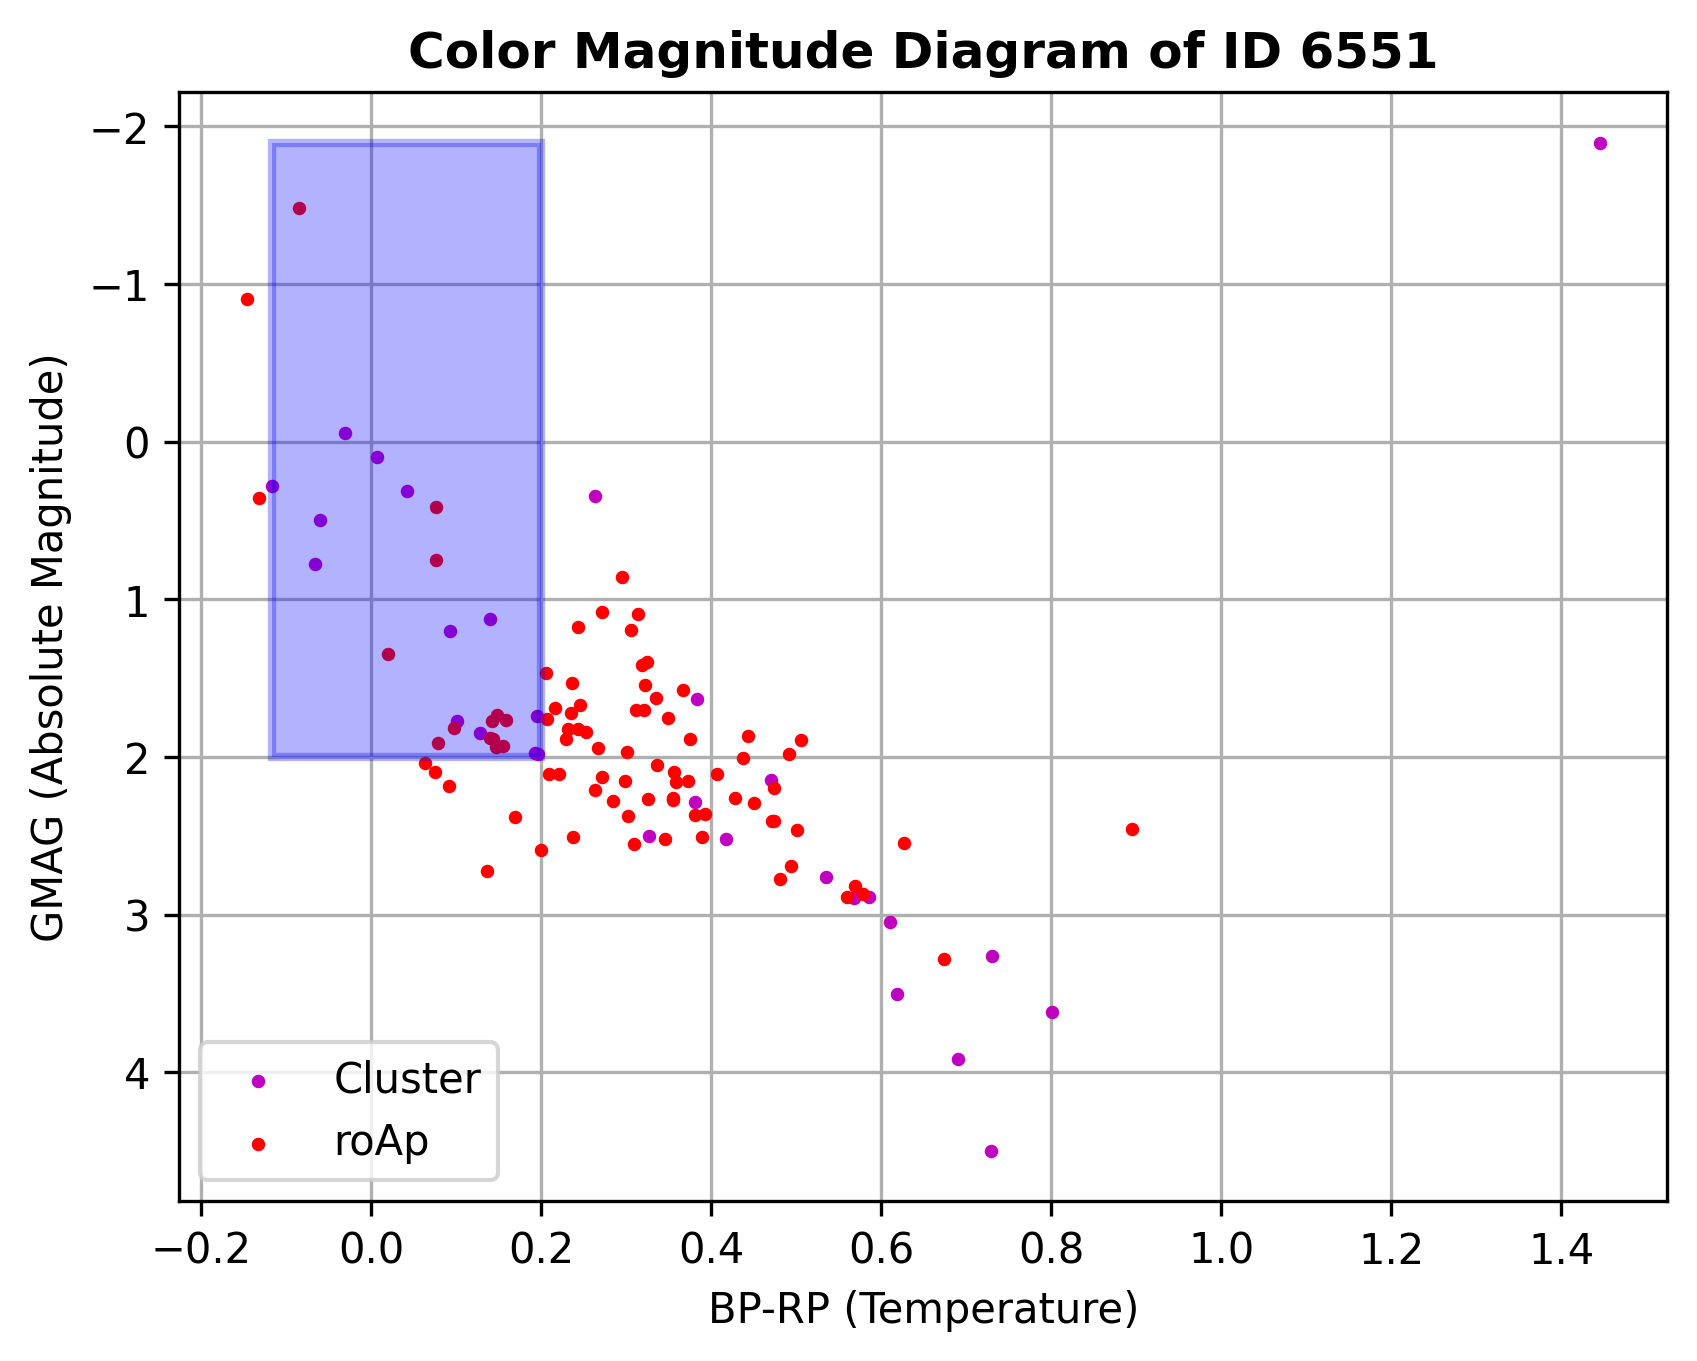 Color Magnitude Diagram of ID 6551
GMAG (Absolute Magnitude)
−2
−1
0
1
2
3
4
Cluster
roAp
−0.2 0.0 0.2 0.4 0.6 0.8 1.0 1.2 1.4
BP-RP (Temperature)